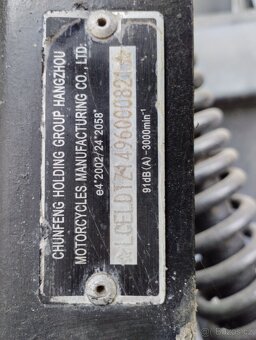 CHUNFENG HOLDING GROUP HANGZHOU
MOTORCYCLES MANUFACTURING CO., LTD.
e4*2002/24*2058*
91dB(A)-3000min⁻¹